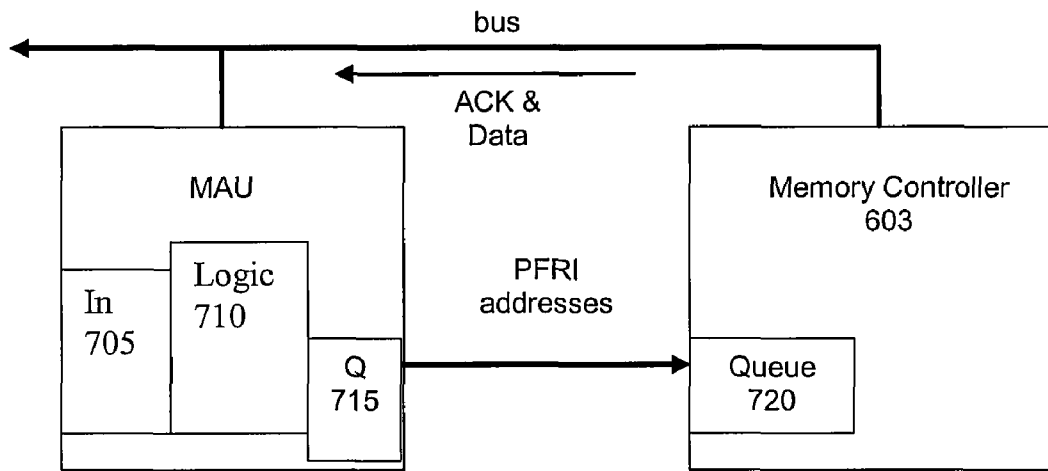 bus
ACK &
Data
MAU
Memory Controller
603
Logic
710
In
705
PFRI
addresses
Q
715
Queue
720